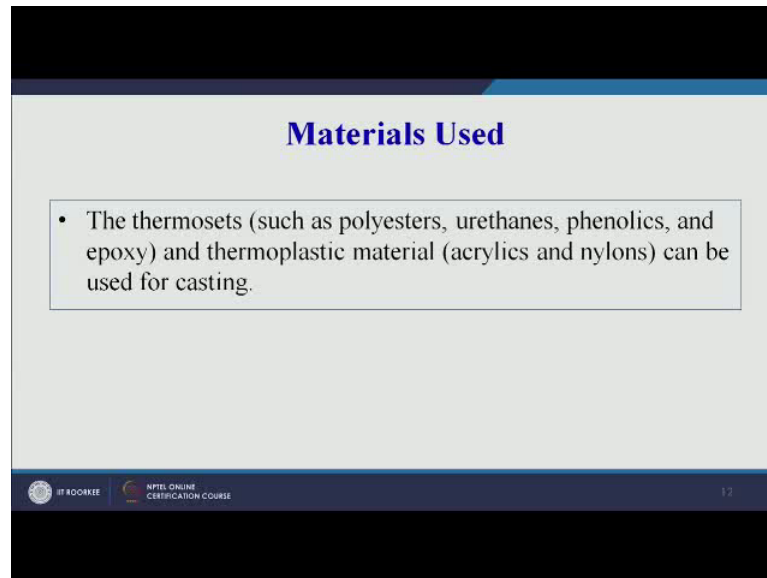 Materials Used
• The thermosets (such as polyesters, urethanes, phenolics, and
epoxy) and thermoplastic material (acrylics and nylons) can be
used for casting.
IIT ROORKEE
NPTEL ONLINE
CERTIFICATION COURSE
12